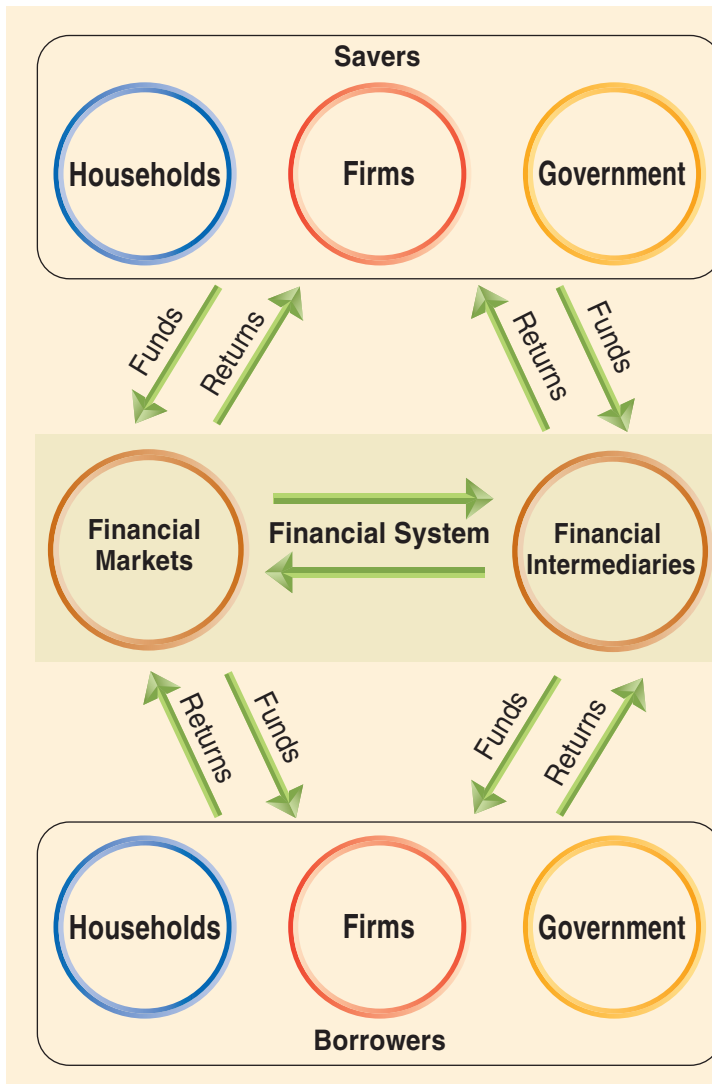 Savers
Households
Firms
Government
Funds
Returns
Returns
Funds
Financial
Markets
Financial System
Financial
Intermediaries
Returns
Funds
Funds
Returns
Households
Firms
Government
Borrowers